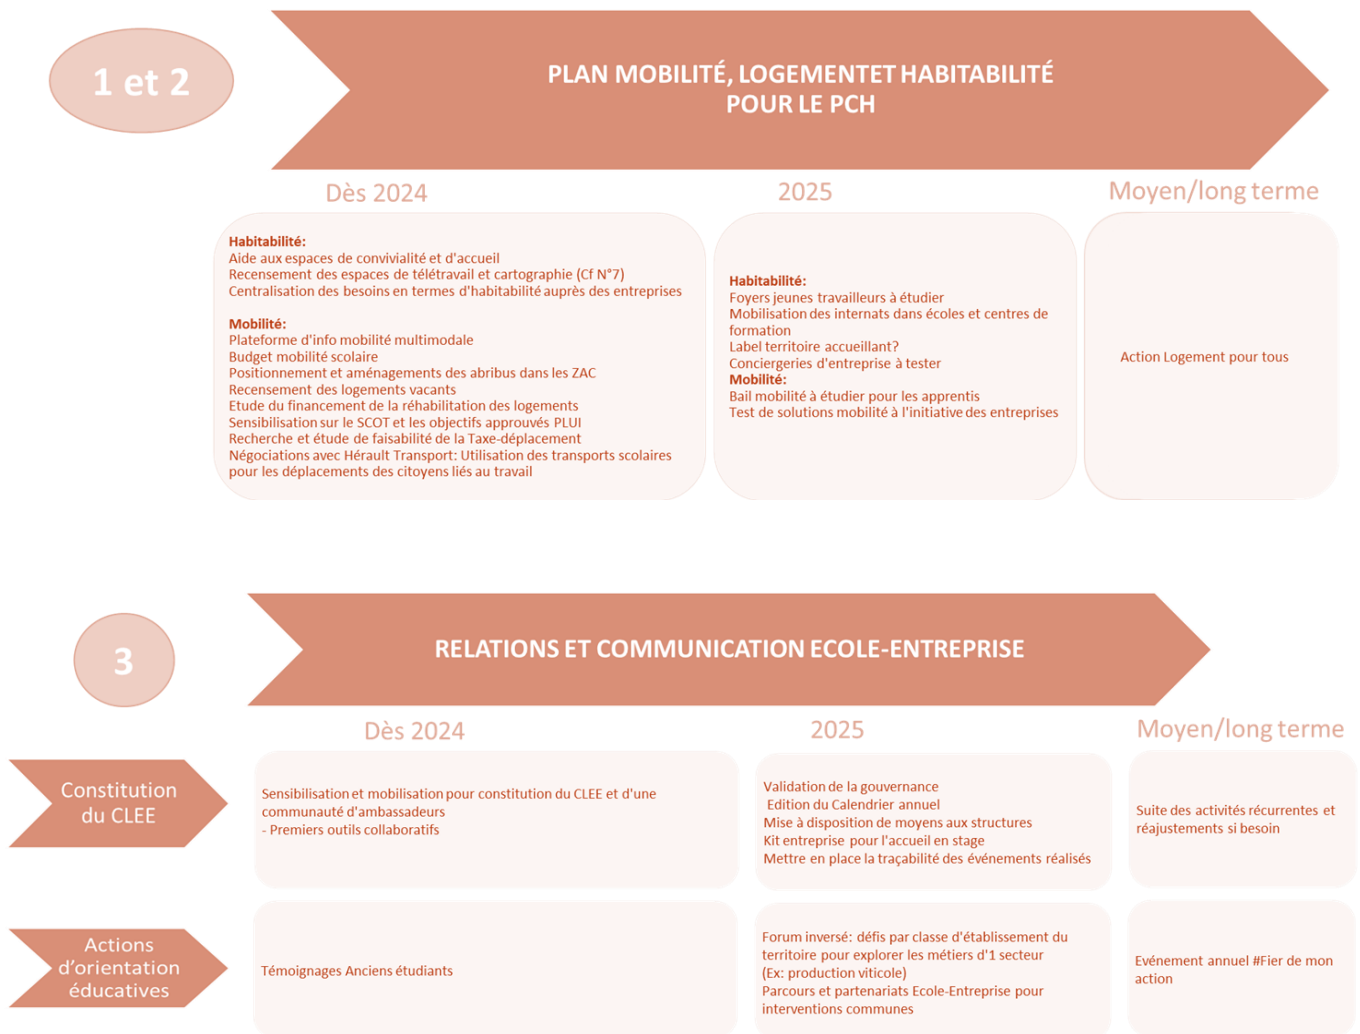 1 et 2
PLAN MOBILITÉ, LOGEMENTET HABITABILITÉ
POUR LE PCH
Dès 2024
2025
Moyen/long terme
Habitabilité:
Aide aux espaces de convivialité et d'accueil
Recensement des espaces de télétravail et cartographie (Cf N°7)
Centralisation des besoins en termes d'habitabilité auprès des entreprises
Mobilité:
Plateforme d'info mobilité multimodale
Budget mobilité scolaire
Positionnement et aménagements des abribus dans les ZAC
Recensement des logements vacants
Etude du financement de la réhabilitation des logements
Sensibilisation sur le SCOT et les objectifs approuvés PLUI
Recherche et étude de faisabilité de la Taxe-déplacement
Négociations avec Hérault Transport: Utilisation des transports scolaires
pour les déplacements des citoyens liés au travail
Habitabilité:
Foyers jeunes travailleurs à étudier
Mobilisation des internats dans écoles et centres de
formation
Label territoire accueillant?
Conciergeries d'entreprise à tester
Mobilité:
Bail mobilité à étudier pour les apprentis
Test de solutions mobilité à l'initiative des entreprises
Action Logement pour tous
3
RELATIONS ET COMMUNICATION ECOLE-ENTREPRISE
Dès 2024
2025
Moyen/long terme
Constitution
du CLEE
Sensibilisation et mobilisation pour constitution du CLEE et d'une
communauté d'ambassadeurs
- Premiers outils collaboratifs
Validation de la gouvernance
Edition du Calendrier annuel
Mise à disposition de moyens aux structures
Kit entreprise pour l'accueil en stage
Mettre en place la traçabilité des événements réalisés
Suite des activités récurrentes et
réajustements si besoin
Actions
d'orientation
éducatives
Témoignages Anciens étudiants
Forum inversé: défis par classe d'établissement du
territoire pour explorer les métiers d'1 secteur
(Ex: production viticole)
Parcours et partenariats Ecole-Entreprise pour
interventions communes
Evénement annuel #Fier de mon
action